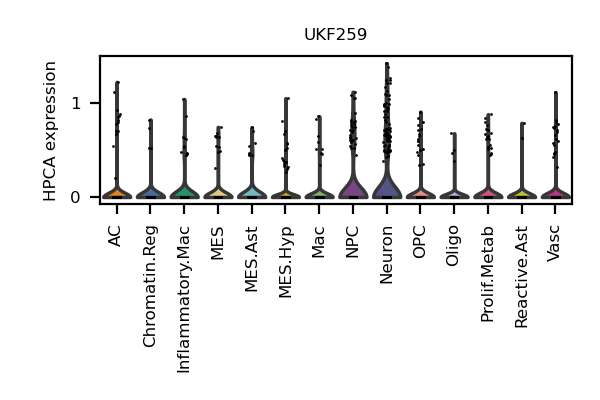 UKF259
HPCA expression
1
0
AC
Chromatin.Reg
Inflammatory.Mac
MES
MES.Ast
MES.Hyp
Mac
NPC
Neuron
OPC
Oligo
Prolif.Metab
Reactive.Ast
Vasc